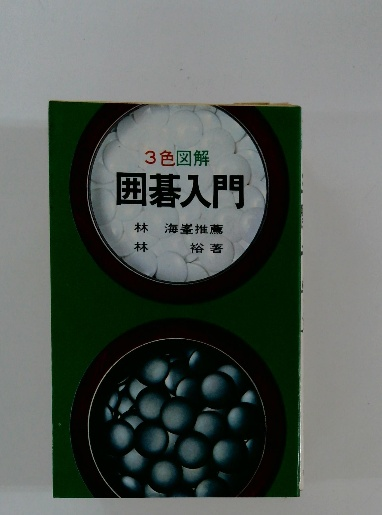 3色図解
囲碁入門
林 海峯推薦
林 裕著